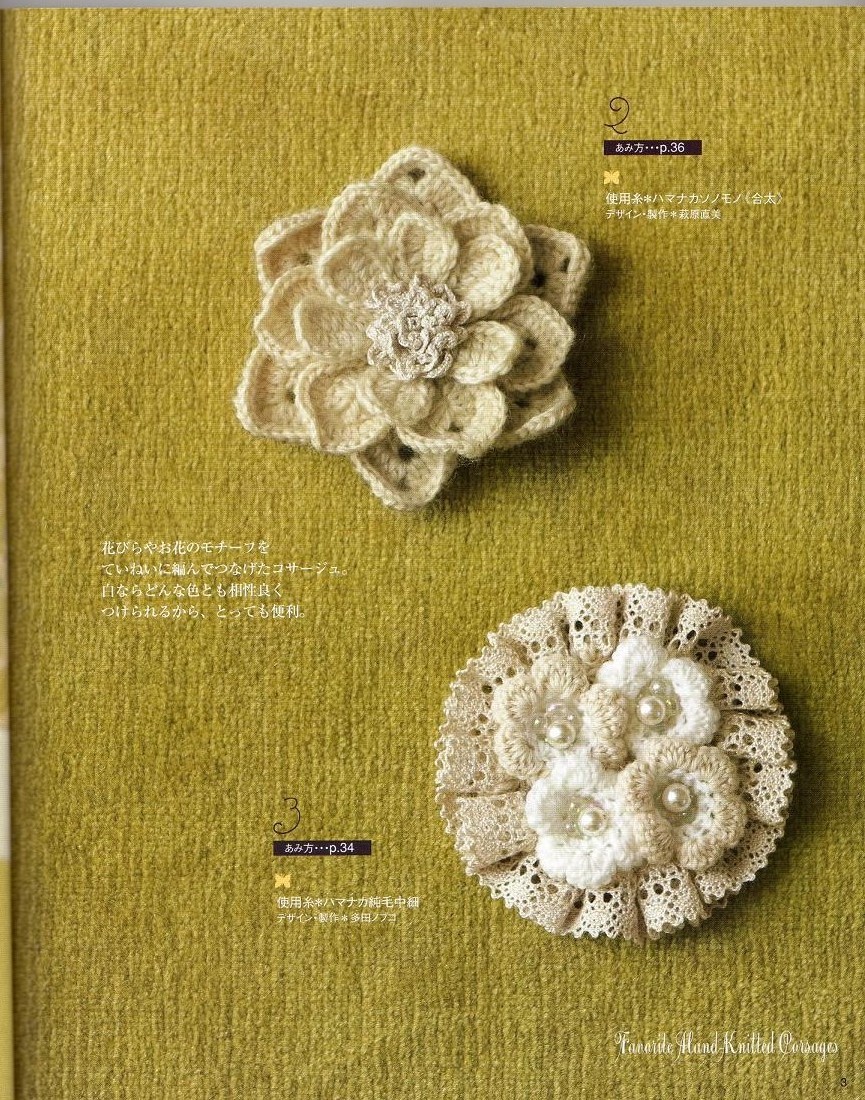 2
あみ方・・・p.36
使用糸＊ハマナカソノモノ〈合太〉
デザイン・製作＊萩原直美
花びらやお花のモチーフを
ていねいに編んでつなげたコサージュ。
白ならどんな色とも相性良く
つけられるから、とっても便利。
3
あみ方・・・p.34
使用糸＊ハマナカ純毛中細
デザイン・製作＊多田ノブコ
Favorite Hand-Knitted Corsages
3